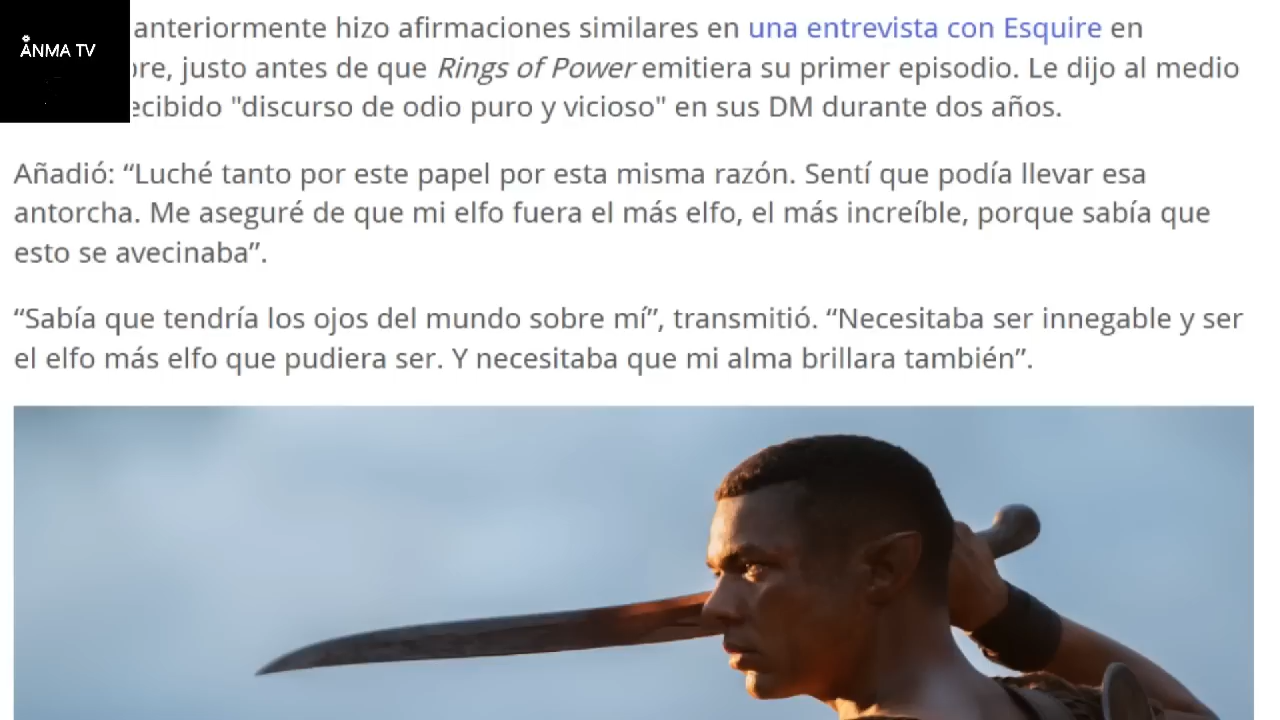 ANMA TV
anteriormente hizo afirmaciones similares en una entrevista con Esquire en
justo antes de que Rings of Power emitiera su primer episodio. Le dijo al medio
"discurso de odio puro y vicioso" en sus DM durante dos años.
Añadió: “Luché tanto por este papel por esta misma razón. Sentí que podía llevar esa
antorcha. Me aseguré de que mi elfo fuera el más elfo, el más increíble, porque sabía que
esto se avecinaba”.
“Sabía que tendría los ojos del mundo sobre mí”, transmitió. “Necesitaba ser innegable y ser
el elfo más elfo que pudiera ser. Y necesitaba que mi alma brillara también”.